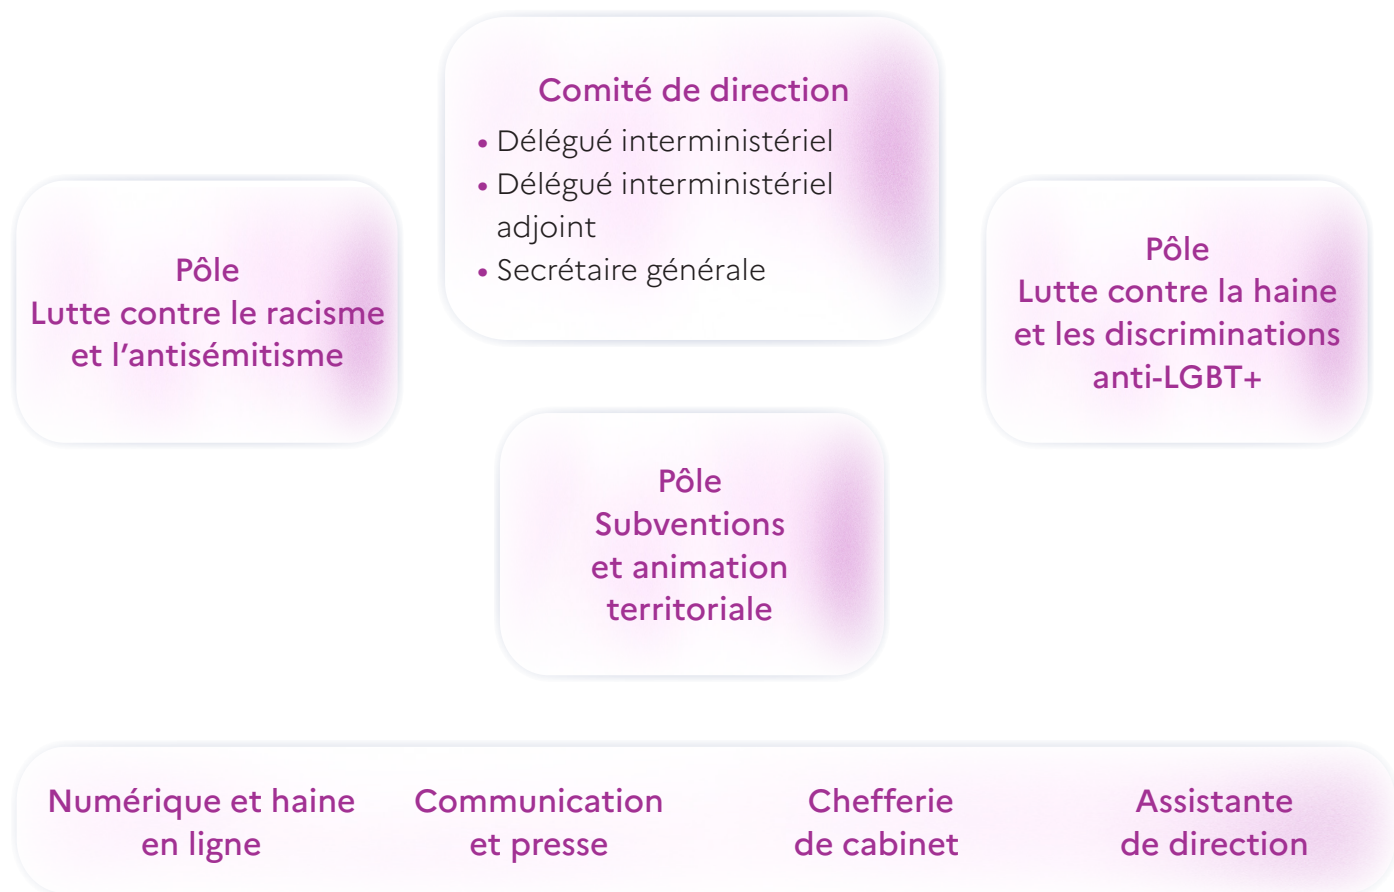 Comité de direction
• Délégué interministériel
• Délégué interministériel
adjoint
• Secrétaire générale
Pôle
Lutte contre le racisme
et l’antisémitisme
Pôle
Lutte contre la haine
et les discriminations
anti-LGBT+
Pôle
Subventions
et animation
territoriale
Numérique et haine
en ligne
Communication
et presse
Chefferie
de cabinet
Assistante
de direction